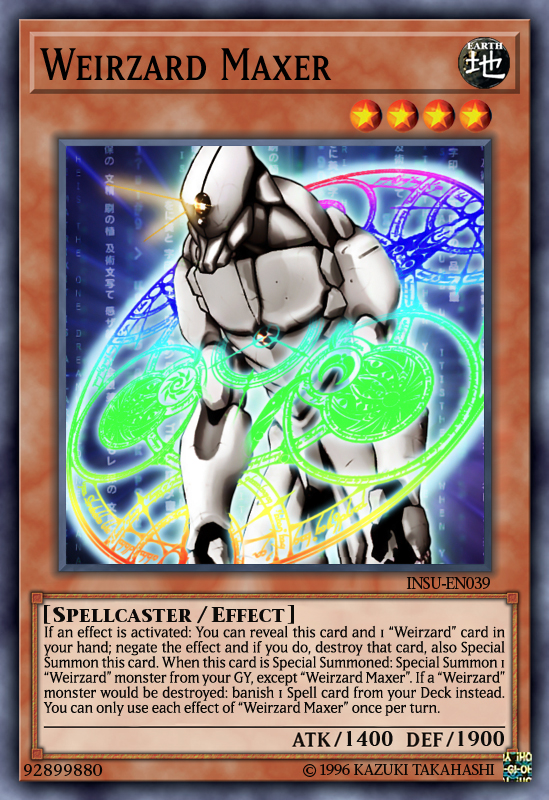 WEIRZARD MAXER
EARTH
地
INSU-EN039
[SPELLCASTER / EFFECT]
If an effect is activated: You can reveal this card and 1 “Weirzard” card in
your hand; negate the effect and if you do, destroy that card, also Special
Summon this card. When this card is Special Summoned: Special Summon 1
“Weirzard” monster from your GY, except “Weirzard Maxer”. If a “Weirzard”
monster would be destroyed: banish 1 Spell card from your Deck instead.
You can only use each effect of “Weirzard Maxer” once per turn.
ATK/1400 DEF/1900
92899880
© 1996 KAZUKI TAKAHASHI